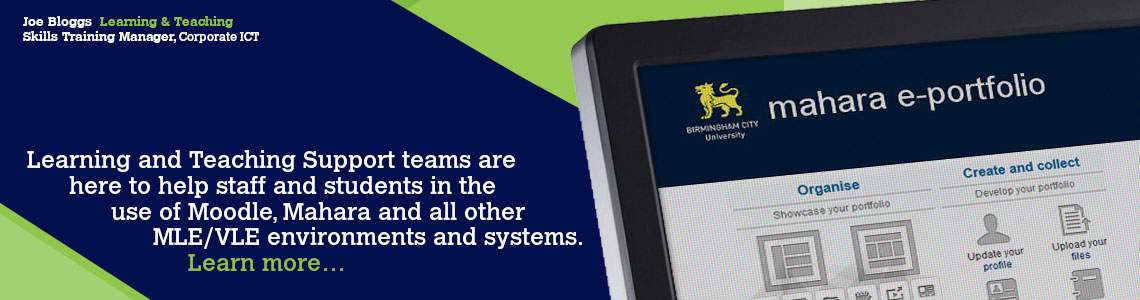 Joe Bloggs Learning & Teaching
Skills Training Manager, Corporate ICT
Learning and Teaching Support teams are
here to help staff and students in the
use of Moodle, Mahara and all other
MLE/VLE environments and systems.
Learn more...
BIRMINGHAM CITY
University
mahara e-portfolio
Organise
Showcase your portfolio
Create and collect
Develop your portfolio
Update your
profile
Upload your
files